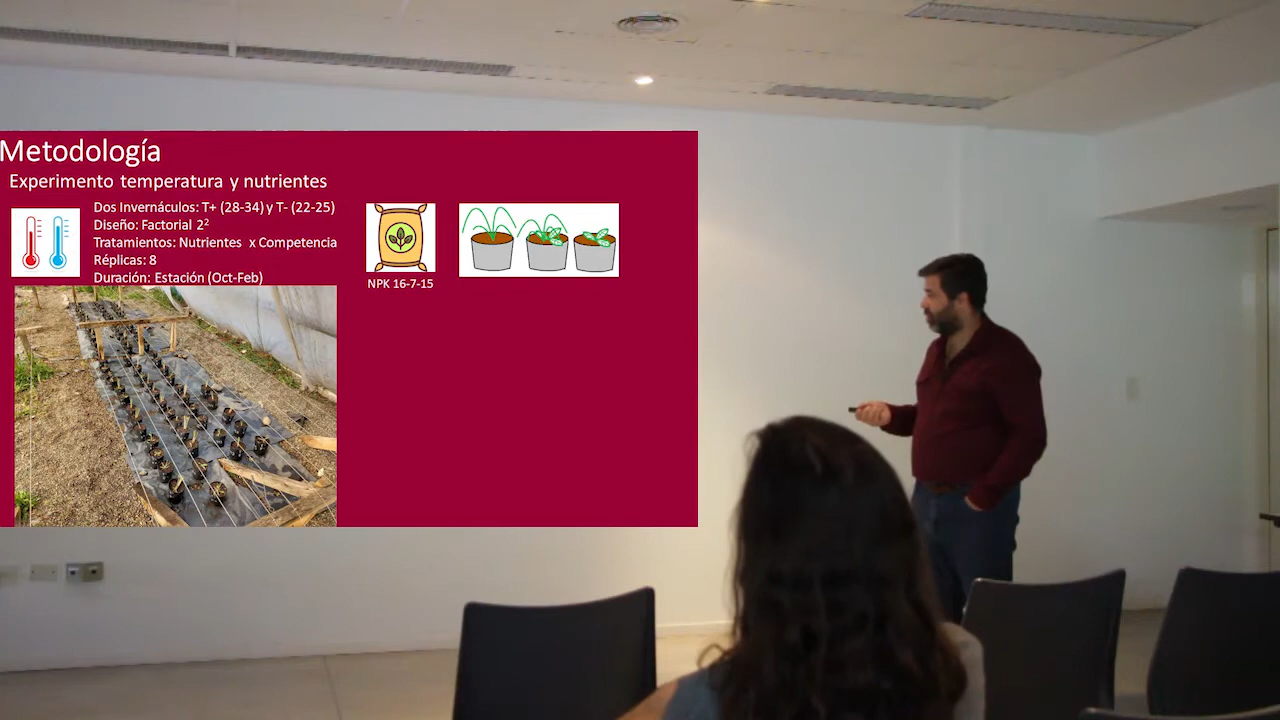 Metodología
Experimento temperatura y nutrientes
Dos Invernáculos: T+ (28-34) y T- (22-25)
Diseño: Factorial 2²
Tratamientos: Nutrientes x Competencia
Réplicas: 8
Duración: Estación (Oct-Feb)
NPK 16-7-15